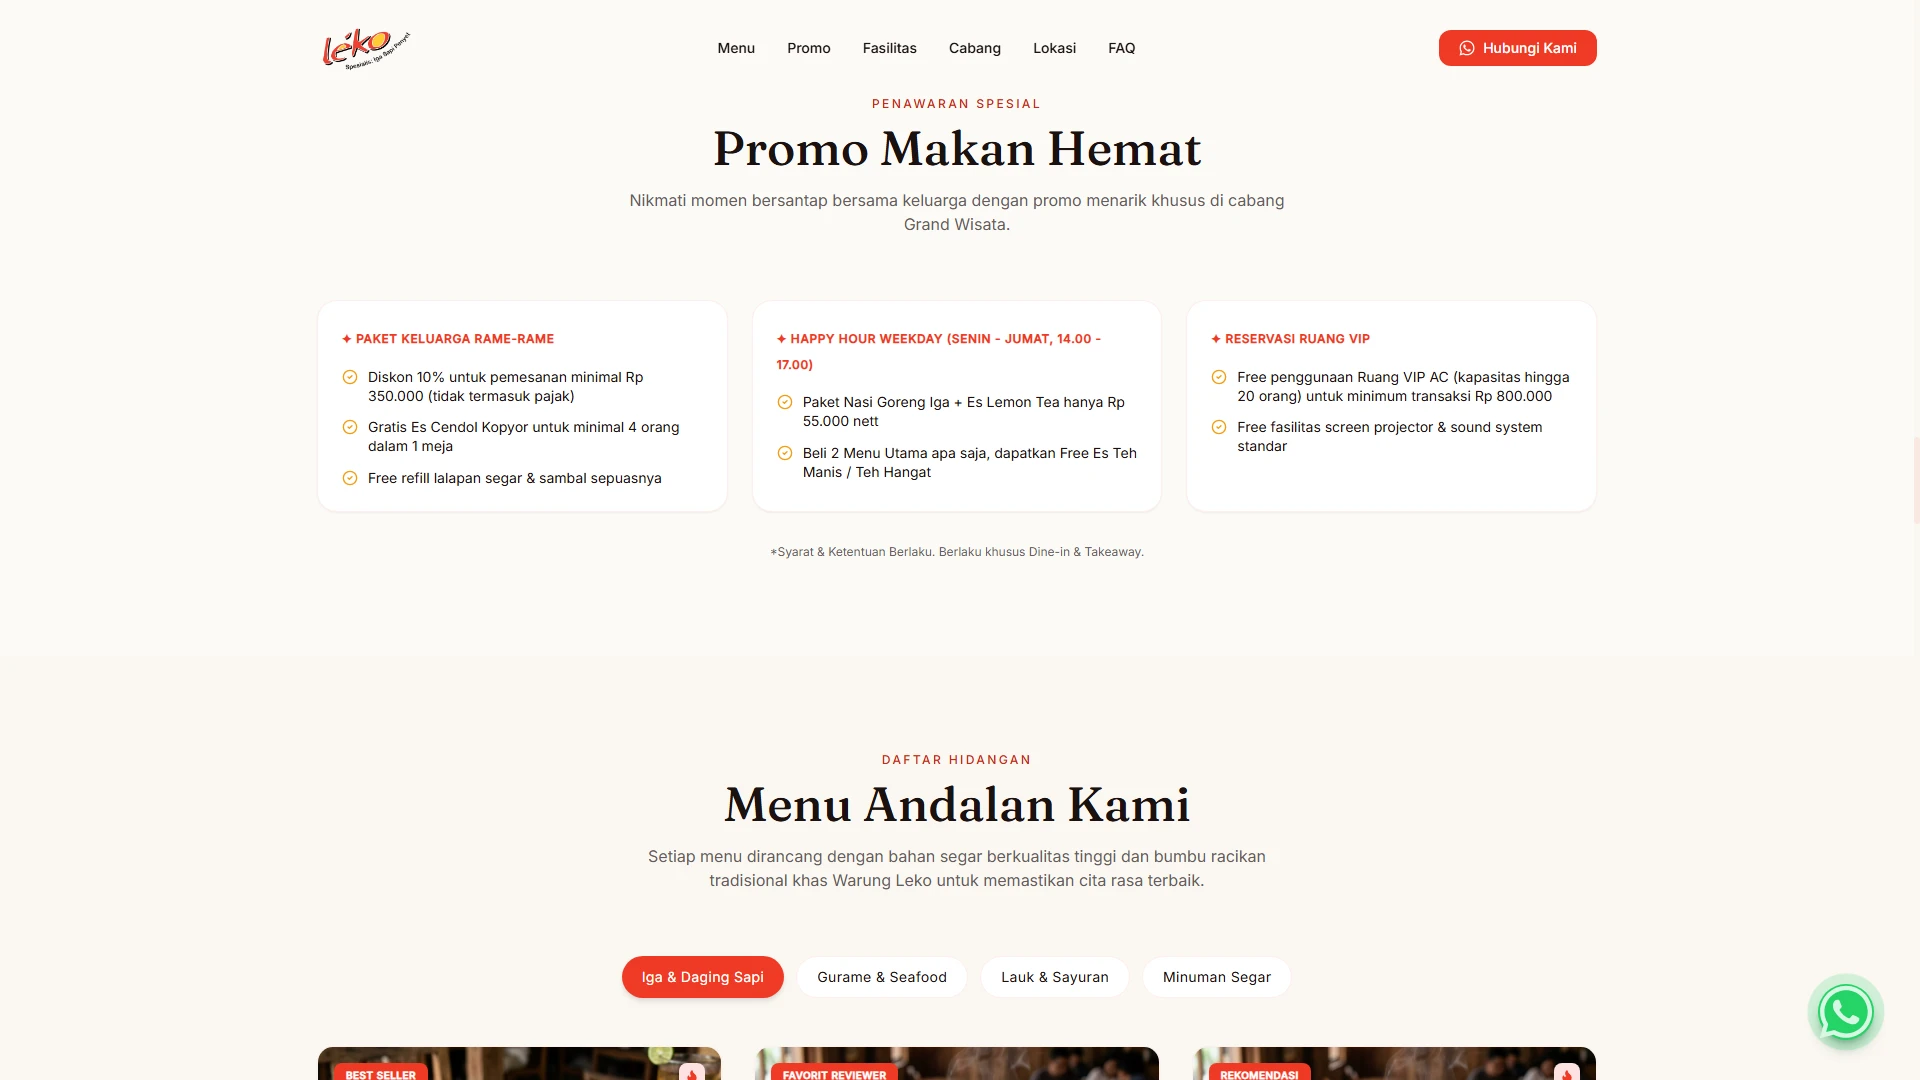 Leko
Spesialis: Iga Sapi Penyet
Menu
Promo
Fasilitas
Cabang
Lokasi
FAQ
Hubungi Kami
PENAWARAN SPESIAL
Promo Makan Hemat
Nikmati momen bersantap bersama keluarga dengan promo menarik khusus di cabang
Grand Wisata.
✦ PAKET KELUARGA RAME-RAME
Diskon 10% untuk pemesanan minimal Rp
350.000 (tidak termasuk pajak)
Gratis Es Cendol Kopyor untuk minimal 4 orang
dalam 1 meja
Free refill lalapan segar & sambal sepuasnya
✦ HAPPY HOUR WEEKDAY (SENIN - JUMAT, 14.00 -
17.00)
Paket Nasi Goreng Iga + Es Lemon Tea hanya Rp
55.000 nett
Beli 2 Menu Utama apa saja, dapatkan Free Es Teh
Manis / Teh Hangat
✦ RESERVASI RUANG VIP
Free penggunaan Ruang VIP AC (kapasitas hingga
20 orang) untuk minimum transaksi Rp 800.000
Free fasilitas screen projector & sound system
standar
*Syarat & Ketentuan Berlaku. Berlaku khusus Dine-in & Takeaway.
DAFTAR HIDANGAN
Menu Andalan Kami
Setiap menu dirancang dengan bahan segar berkualitas tinggi dan bumbu racikan
tradisional khas Warung Leko untuk memastikan cita rasa terbaik.
Iga & Daging Sapi
Gurame & Seafood
Lauk & Sayuran
Minuman Segar
BEST SELLER
FAVORIT REVIEWER
REKOMENDASI